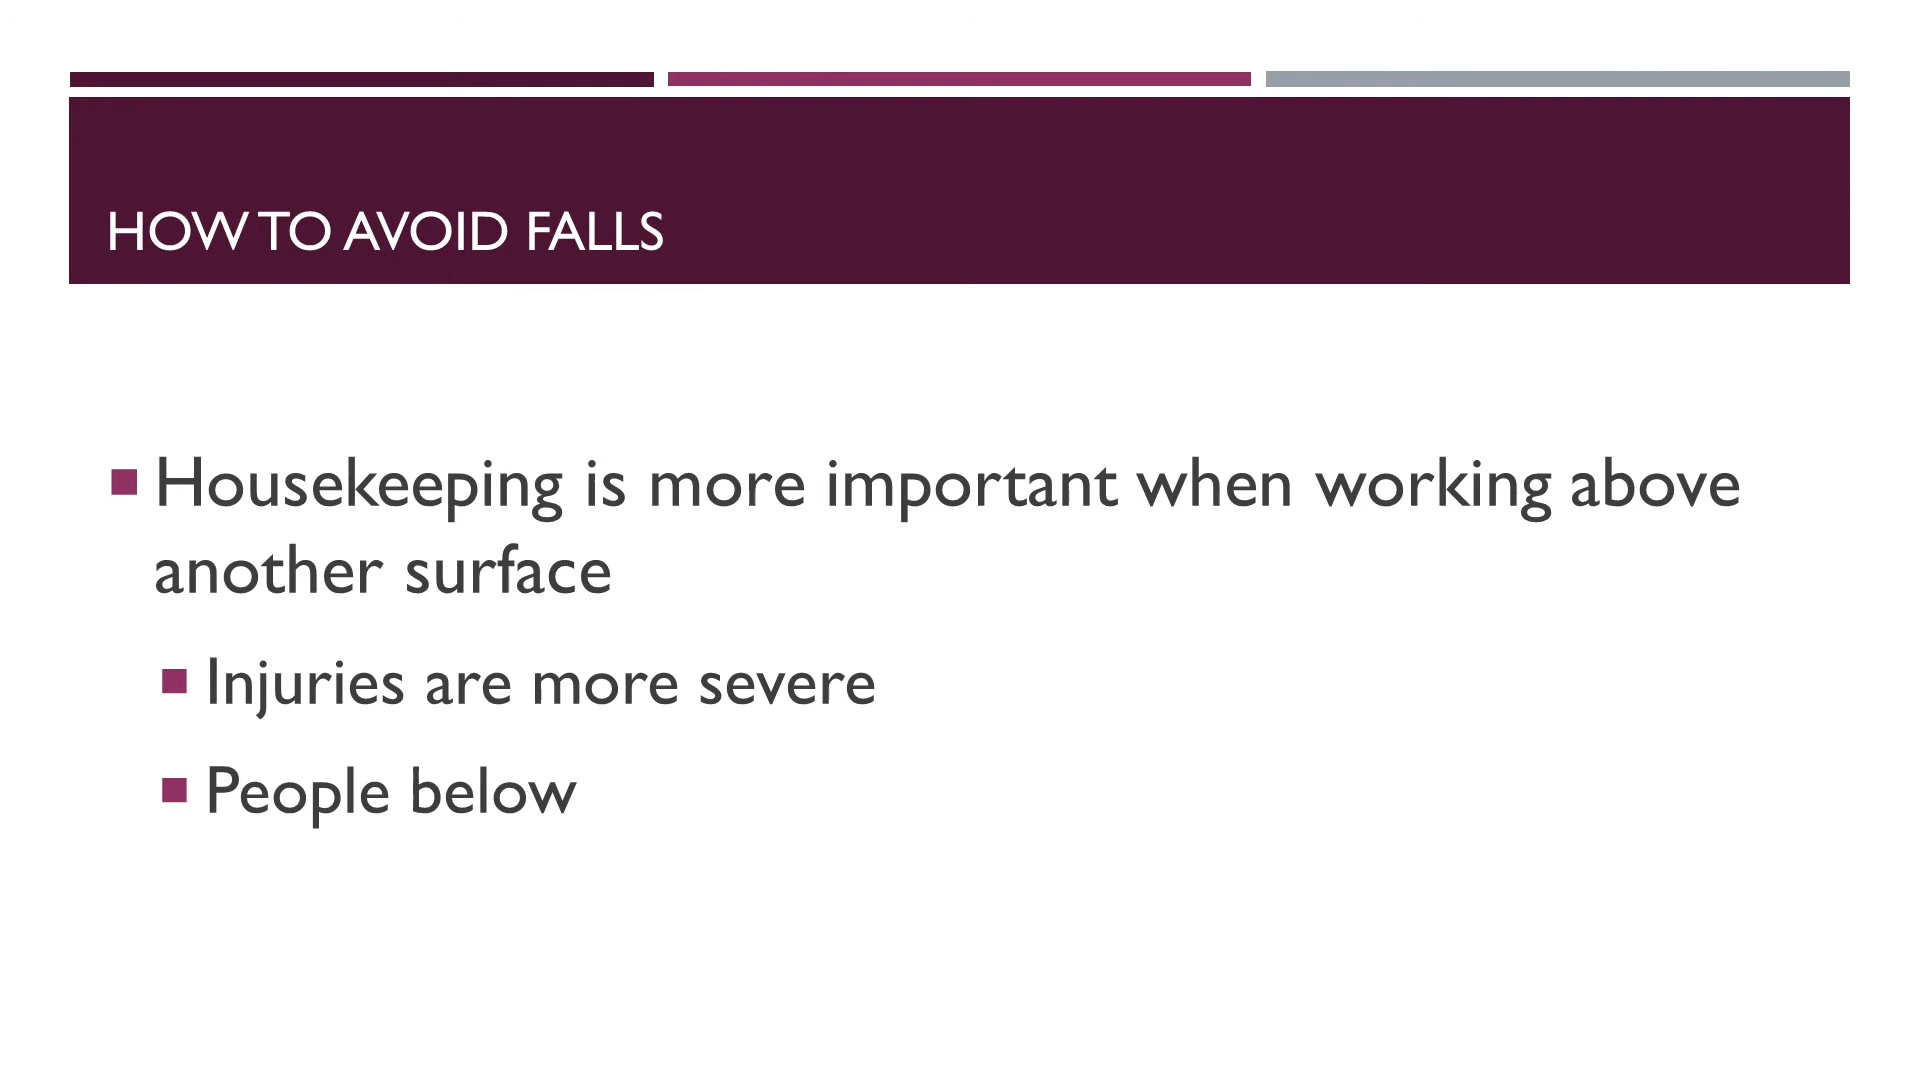 HOW TO AVOID FALLS
Housekeeping is more important when working above
another surface
Injuries are more severe
People below